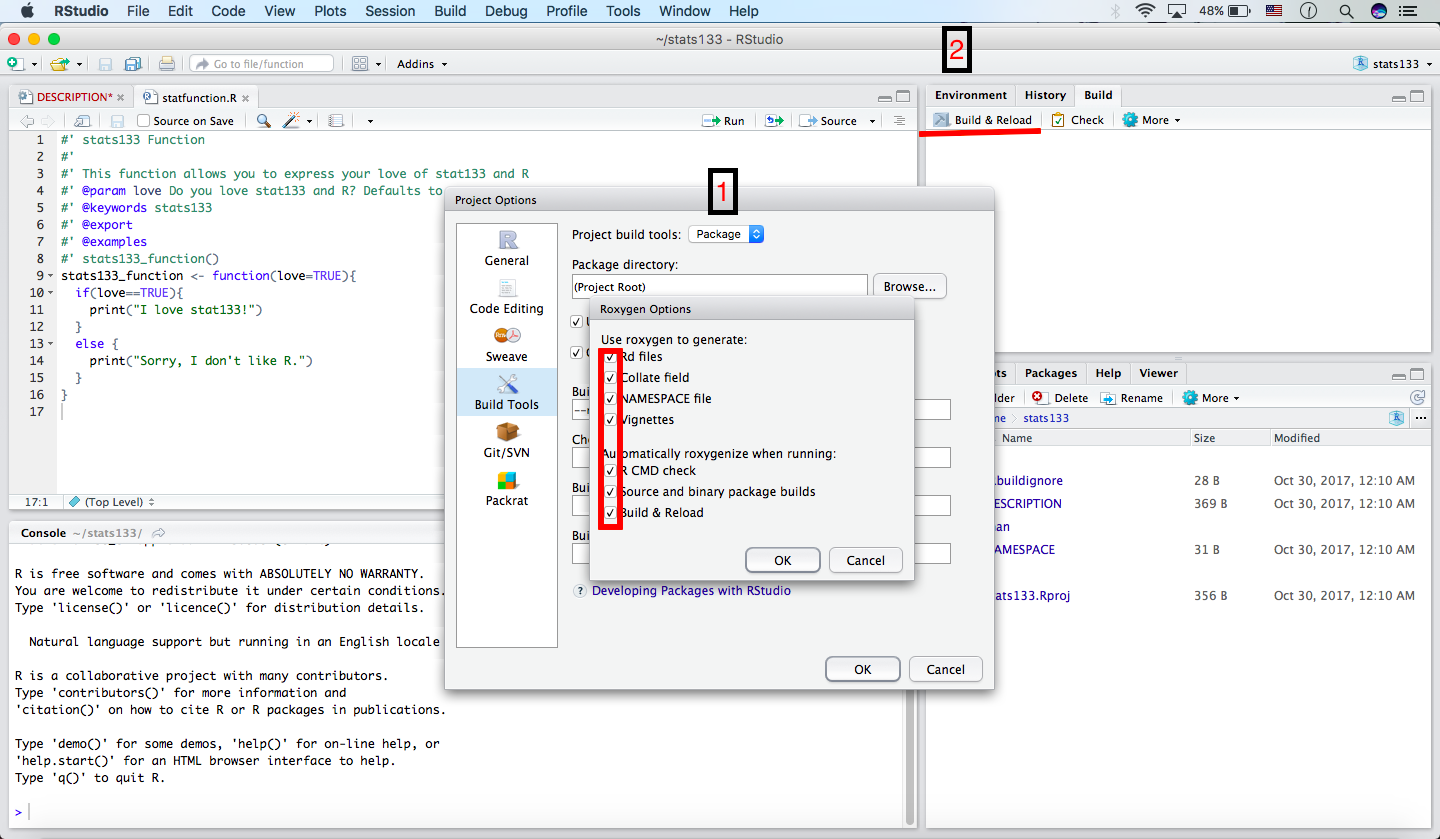 RStudio File Edit Code View Plots Session Build Debug Profile Tools Window Help 48%
~/stats133 - RStudio
2
Go to file/function Addins stats133
DESCRIPTION* statfunction.R
Source on Save Run Source
1 #' stats133 Function
2 #'
3 #' This function allows you to express your love of stat133 and R
4 #' @param love Do you love stat133 and R? Defaults to
5 #' @keywords stats133
6 #' @export
7 #' @examples
8 #' stats133_function()
9 stats133_function <- function(love=TRUE){
10 if(love==TRUE){
11 print("I love stat133!")
12 }
13 else {
14 print("Sorry, I don't like R.")
15 }
16 }
17
17:1 (Top Level)
Console ~/stats133/
R is free software and comes with ABSOLUTELY NO WARRANTY.
You are welcome to redistribute it under certain conditions.
Type 'license()' or 'licence()' for distribution details.
Natural language support but running in an English locale
R is a collaborative project with many contributors.
Type 'contributors()' for more information and
'citation()' on how to cite R or R packages in publications.
Type 'demo()' for some demos, 'help()' for on-line help, or
'help.start()' for an HTML browser interface to help.
Type 'q()' to quit R.
>
1
Project Options
General
Code Editing
Sweave
Build Tools
Git/SVN
Packrat
Project build tools: Package
Package directory:
(Project Root) Browse...
Roxygen Options
Use roxygen to generate:
Rd files
Collate field
NAMESPACE file
Vignettes
Automatically roxygenize when running:
R CMD check
Source and binary package builds
Build & Reload
OK Cancel
? Developing Packages with RStudio
OK Cancel
Environment History Build
Build & Reload Check More
Packages Help Viewer
Delete Rename More
stats133
Name Size Modified
.buildignore 28 B Oct 30, 2017, 12:10 AM
ESCRIPTION 369 B Oct 30, 2017, 12:10 AM
an
AMESPACE 31 B Oct 30, 2017, 12:10 AM
ats133.Rproj 356 B Oct 30, 2017, 12:10 AM